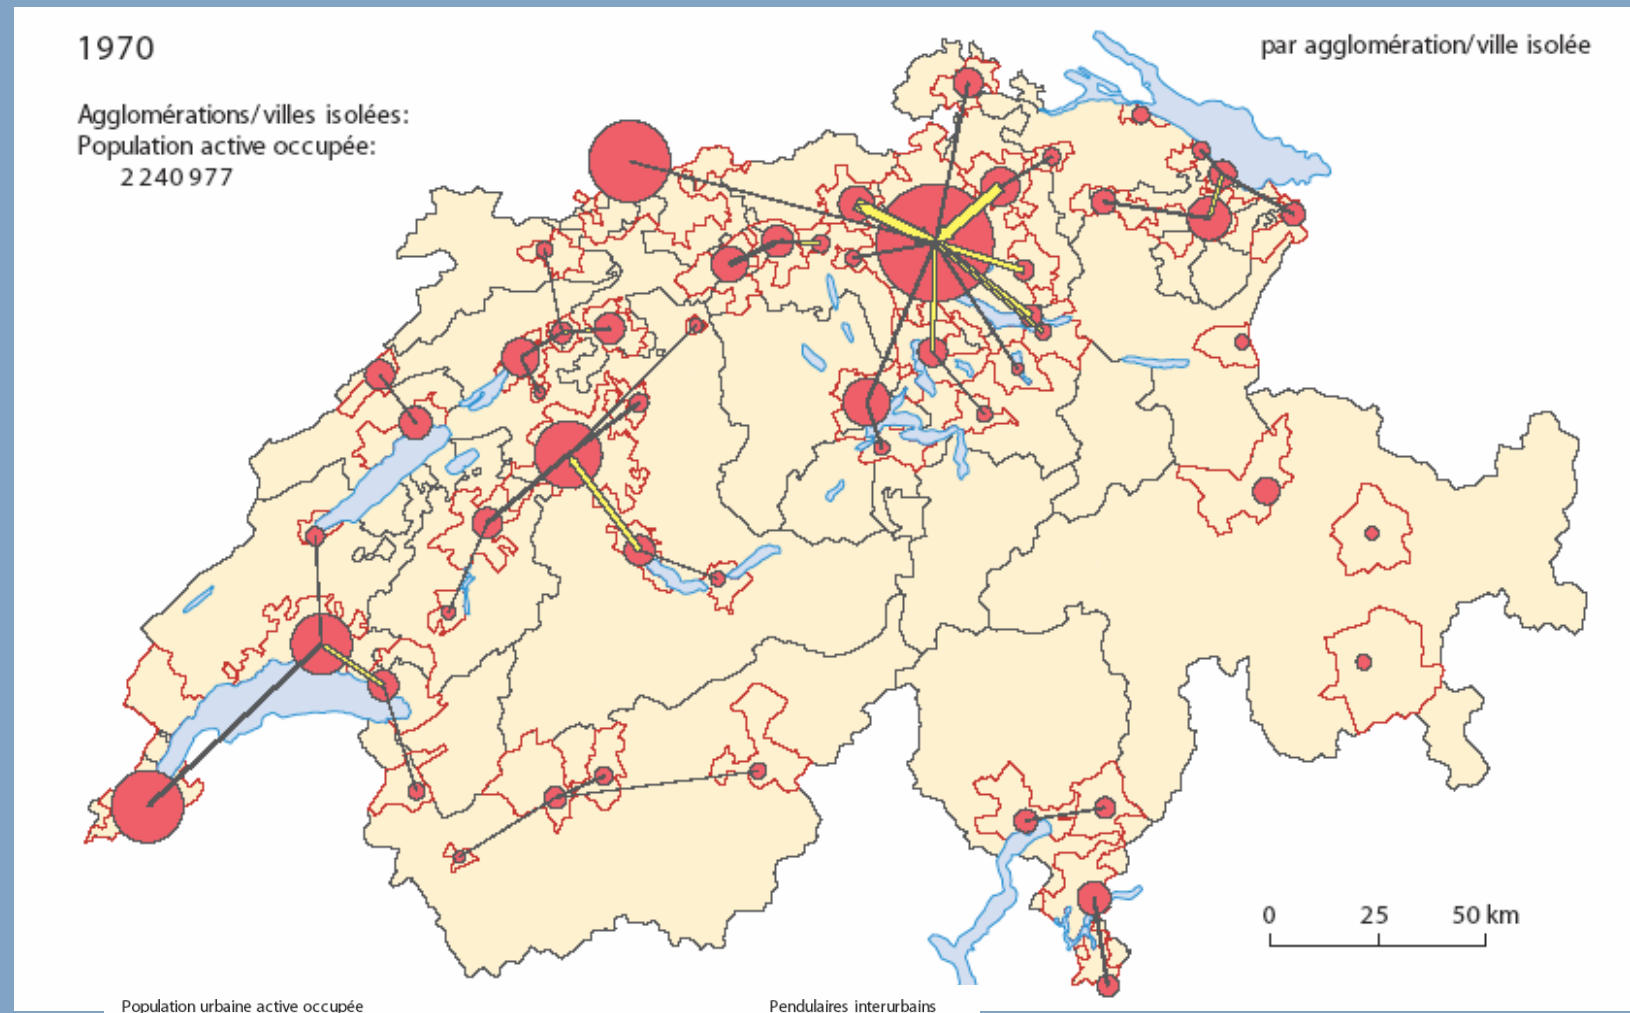 1970
par agglomération/ville isolée
Agglomérations/villes isolées:
Population active occupée:
2 240 977
0 25 50 km
Population urbaine active occupée
Pendulaires interurbains